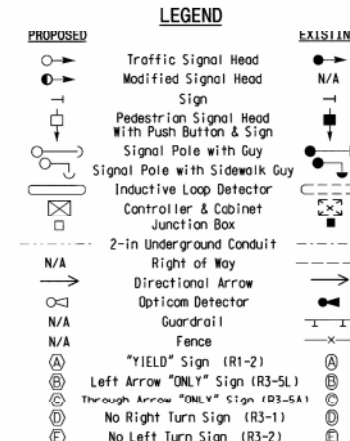 LEGEND
PROPOSED EXISTIN
Traffic Signal Head
Modified Signal Head N/A
Sign
Pedestrian Signal Head
With Push Button & Sign
Signal Pole with Guy
Signal Pole with Sidewalk Guy
Inductive Loop Detector
Controller & Cabinet
Junction Box
2-in Underground Conduit
N/A Right of Way
Directional Arrow
Opticom Detector
N/A Guardrail
N/A Fence
A "YIELD" Sign (R1-2) A
B Left Arrow "ONLY" Sign (R3-5L) B
C Through Arrow "ONLY" Sign (R3-5A) C
D No Right Turn Sign (R3-1) D
E No Left Turn Sign (R3-2) E